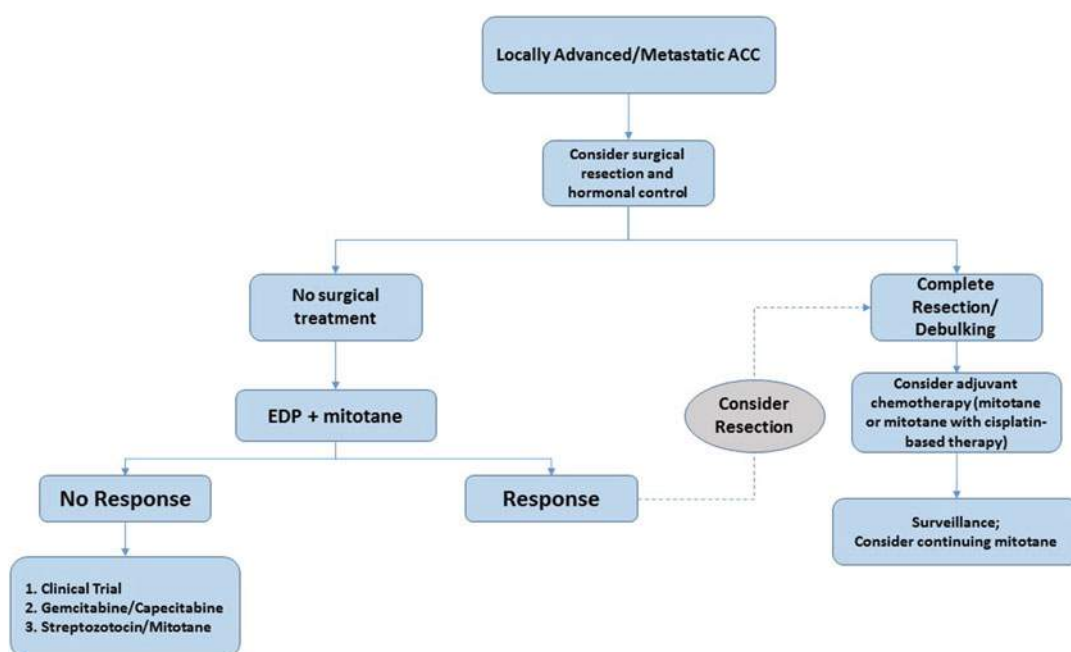 Locally Advanced/Metastatic ACC
Consider surgical
resection and
hormonal control
No surgical
treatment
Complete
Resection/
Debulking
EDP + mitotane
Consider
Resection
Consider adjuvant
chemotherapy (mitotane
or mitotane with cisplatin-
based therapy)
No Response
Response
Surveillance;
Consider continuing mitotane
1. Clinical Trial
2. Gemcitabine/Capecitabine
3. Streptozotocin/Mitotane